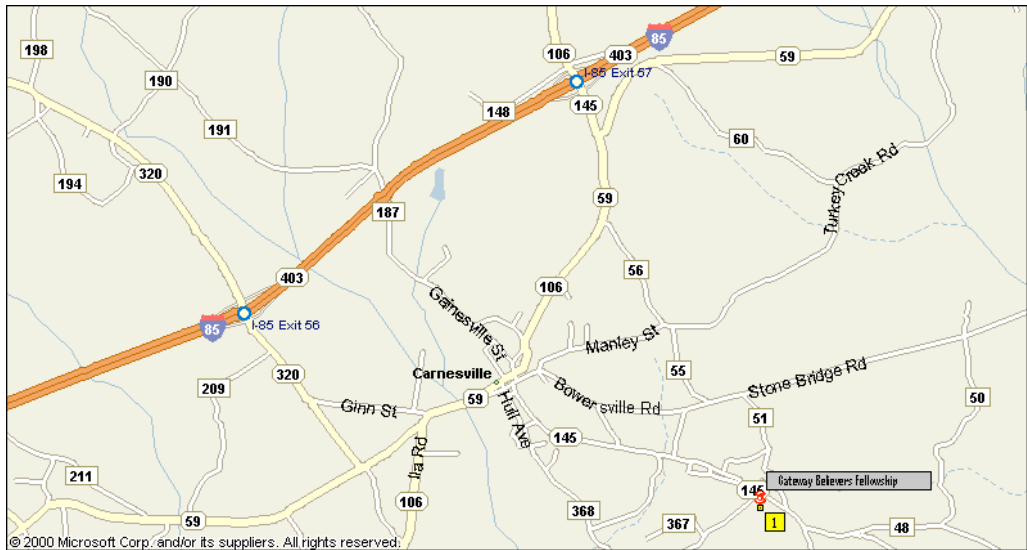 85
403
106
59
198
I-85 Exit 57
190
148
145
191
60
320
194
Turkey Creek Rd
59
187
56
403
106
Gainesville St
85
I-85 Exit 56
Manley St
Carnesville
320
55
Stone Bridge Rd
209
59
Bowersville Rd
50
Ginn St
Hull Ave
51
145
Ila Rd
211
Gateway Believers Fellowship
145
3
106
368
1
59
367
48
© 2000 Microsoft Corp. and/or its suppliers. All rights reserved.